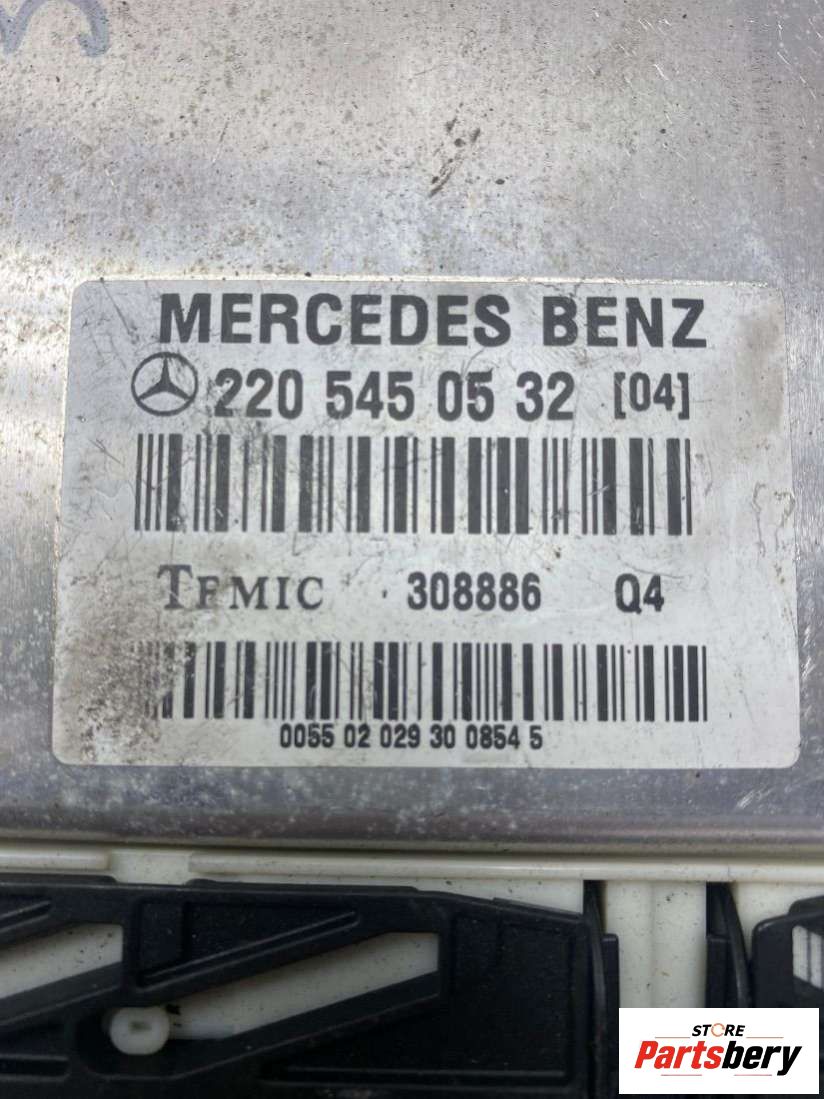 MERCEDES BENZ
220 545 05 32 [04]
TEMIC 308886 Q4
0055 02 029 30 0854 5
STORE
Partsbery